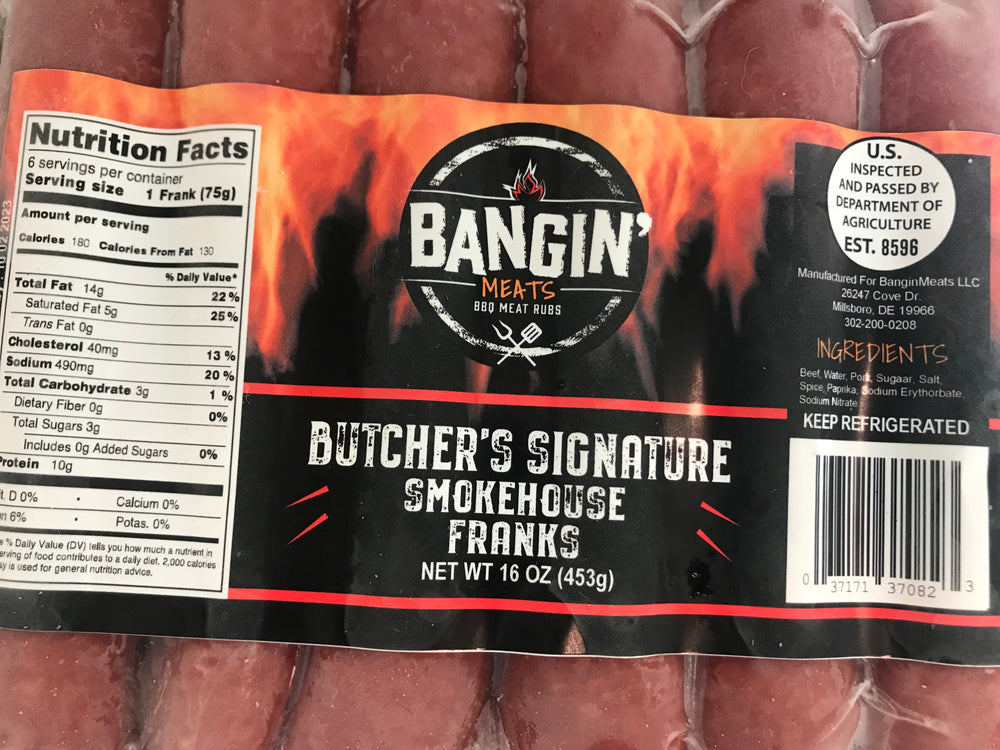 Nutrition Facts
6 servings per container
Serving size 1 Frank (75g)
Amount per serving
Calories 180 Calories From Fat 130
% Daily Value*
Total Fat 14g 22 %
Saturated Fat 5g 25 %
Trans Fat 0g
Cholesterol 40mg 13 %
Sodium 490mg 20 %
Total Carbohydrate 3g 1 %
Dietary Fiber 0g 0%
Total Sugars 3g
Includes 0g Added Sugars 0%
Protein 10g
t. D 0% • Calcium 0%
n 6% • Potas. 0%
% Daily Value (DV) tells you how much a nutrient in
erving of food contributes to a daily diet. 2,000 calories
ay is used for general nutrition advice.
10 02 2023
BANGIN'
MEATS
BBQ MEAT RUBS
BUTCHER'S SIGNATURE
SMOKEHOUSE
FRANKS
NET WT 16 OZ (453g)
U.S.
INSPECTED
AND PASSED BY
DEPARTMENT OF
AGRICULTURE
EST. 8596
Manufactured For BanginMeats LLC
26247 Cove Dr.
Millsboro, DE 19966
302-200-0208
INGREDIENTS
Beef, Water, Pork, Sugaar, Salt,
Spice, Paprika, Sodium Erythorbate,
Sodium Nitrate
KEEP REFRIGERATED
0 37171 37082 3